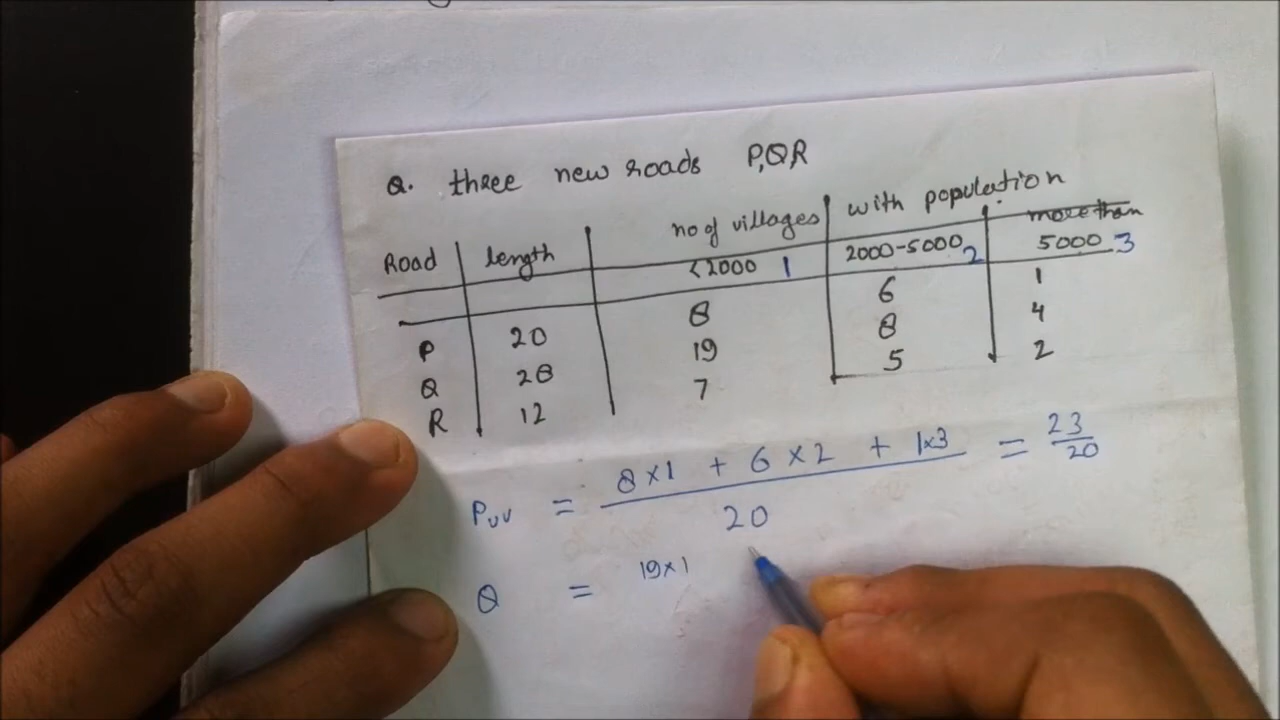 Q. three new roads P,Q,R
Road length no of villages with population more than
<2000 1 2000-5000 2 5000 3
P 20 8 6 1
Q 28 19 8 4
R 12 7 5 2
PUV = 8×1 + 6×2 + 1×3 / 20 = 23/20
Q = 19×1